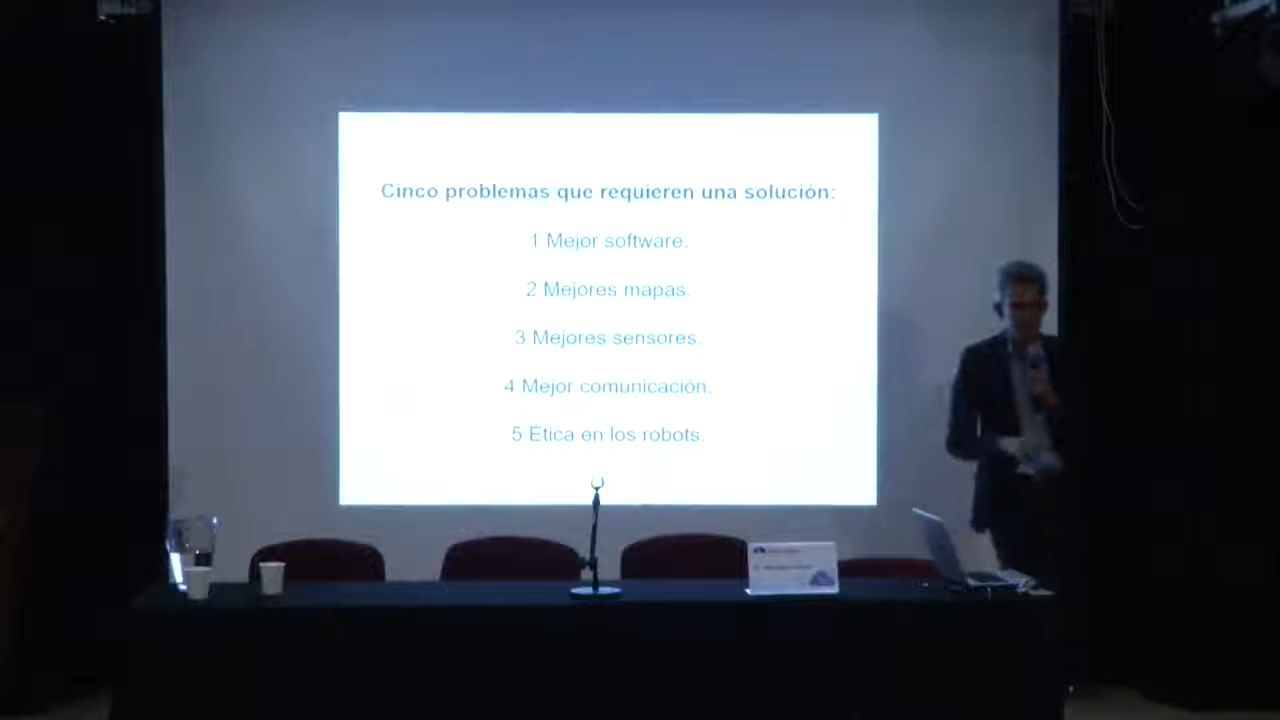 Cinco problemas que requieren una solución:
1 Mejor software.
2 Mejores mapas.
3 Mejores sensores.
4 Mejor comunicación.
5 Ética en los robots.